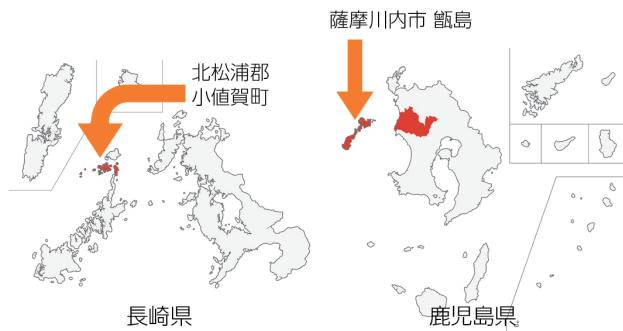 北松浦郡
小値賀町
薩摩川内市 甑島
長崎県
鹿児島県